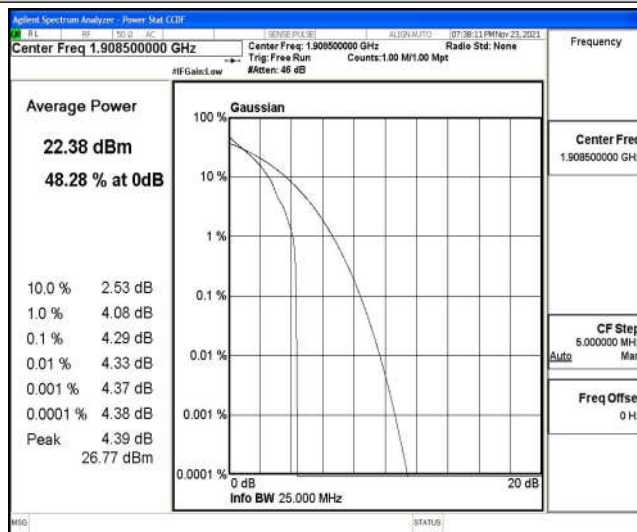 Agilent Spectrum Analyzer - Power Stat CCDF
RL RF 50 Ω AC SENSE:PULSE ALIGN AUTO 07:38:11 PM Nov 23, 2021
Center Freq 1.908500000 GHz
Center Freq: 1.908500000 GHz Radio Std: None
Trig: Free Run Counts:1.00 M/1.00 Mpt
#IFGain:Low #Atten: 46 dB
Frequency
Average Power
22.38 dBm
48.28 % at 0dB
10.0 % 2.53 dB
1.0 % 4.08 dB
0.1 % 4.29 dB
0.01 % 4.33 dB
0.001 % 4.37 dB
0.0001 % 4.38 dB
Peak 4.39 dB
26.77 dBm
Gaussian
100 %
10 %
1 %
0.1 %
0.01 %
0.001 %
0.0001 %
0 dB 20 dB
Info BW 25.000 MHz
Center Freq
1.908500000 GHz
CF Step
5.000000 MHz
Auto Man
Freq Offset
0 Hz
MSG STATUS